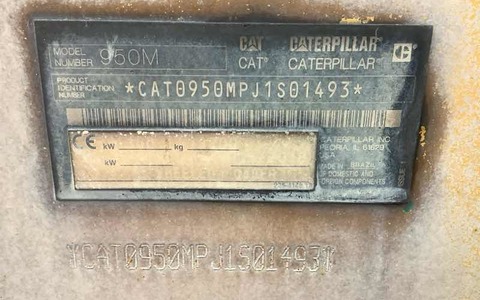 MODEL NUMBER 950M
CAT CATERPILLAR
CAT® CATERPILLAR®
PRODUCT IDENTIFICATION NUMBER *CAT0950MPJ1S01493*
CE kW kg
kW
CATERPILLAR INC.
PEORIA, IL 61629
USA
MADE IN BRAZIL
OF DOMESTIC AND
FOREIGN COMPONENTS
*CAT0950MPJ1S01493*